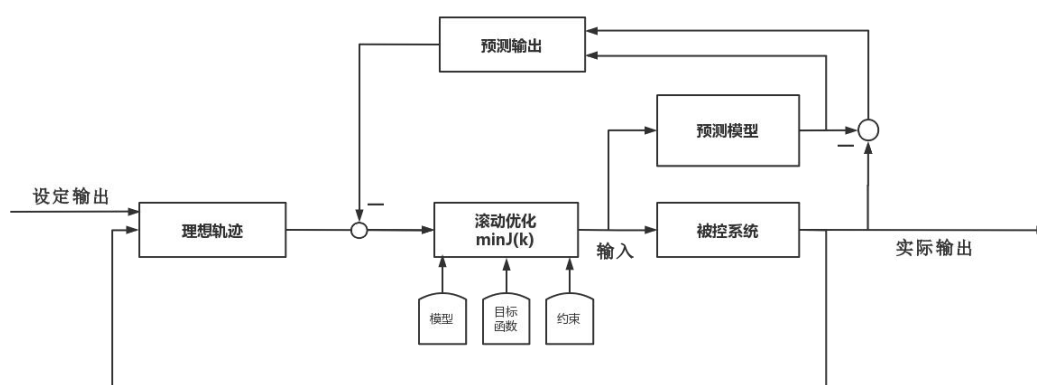 预测输出
预测模型
设定输出
理想轨迹
滚动优化
minJ(k)
输入
被控系统
实际输出
模型
目标
函数
约束